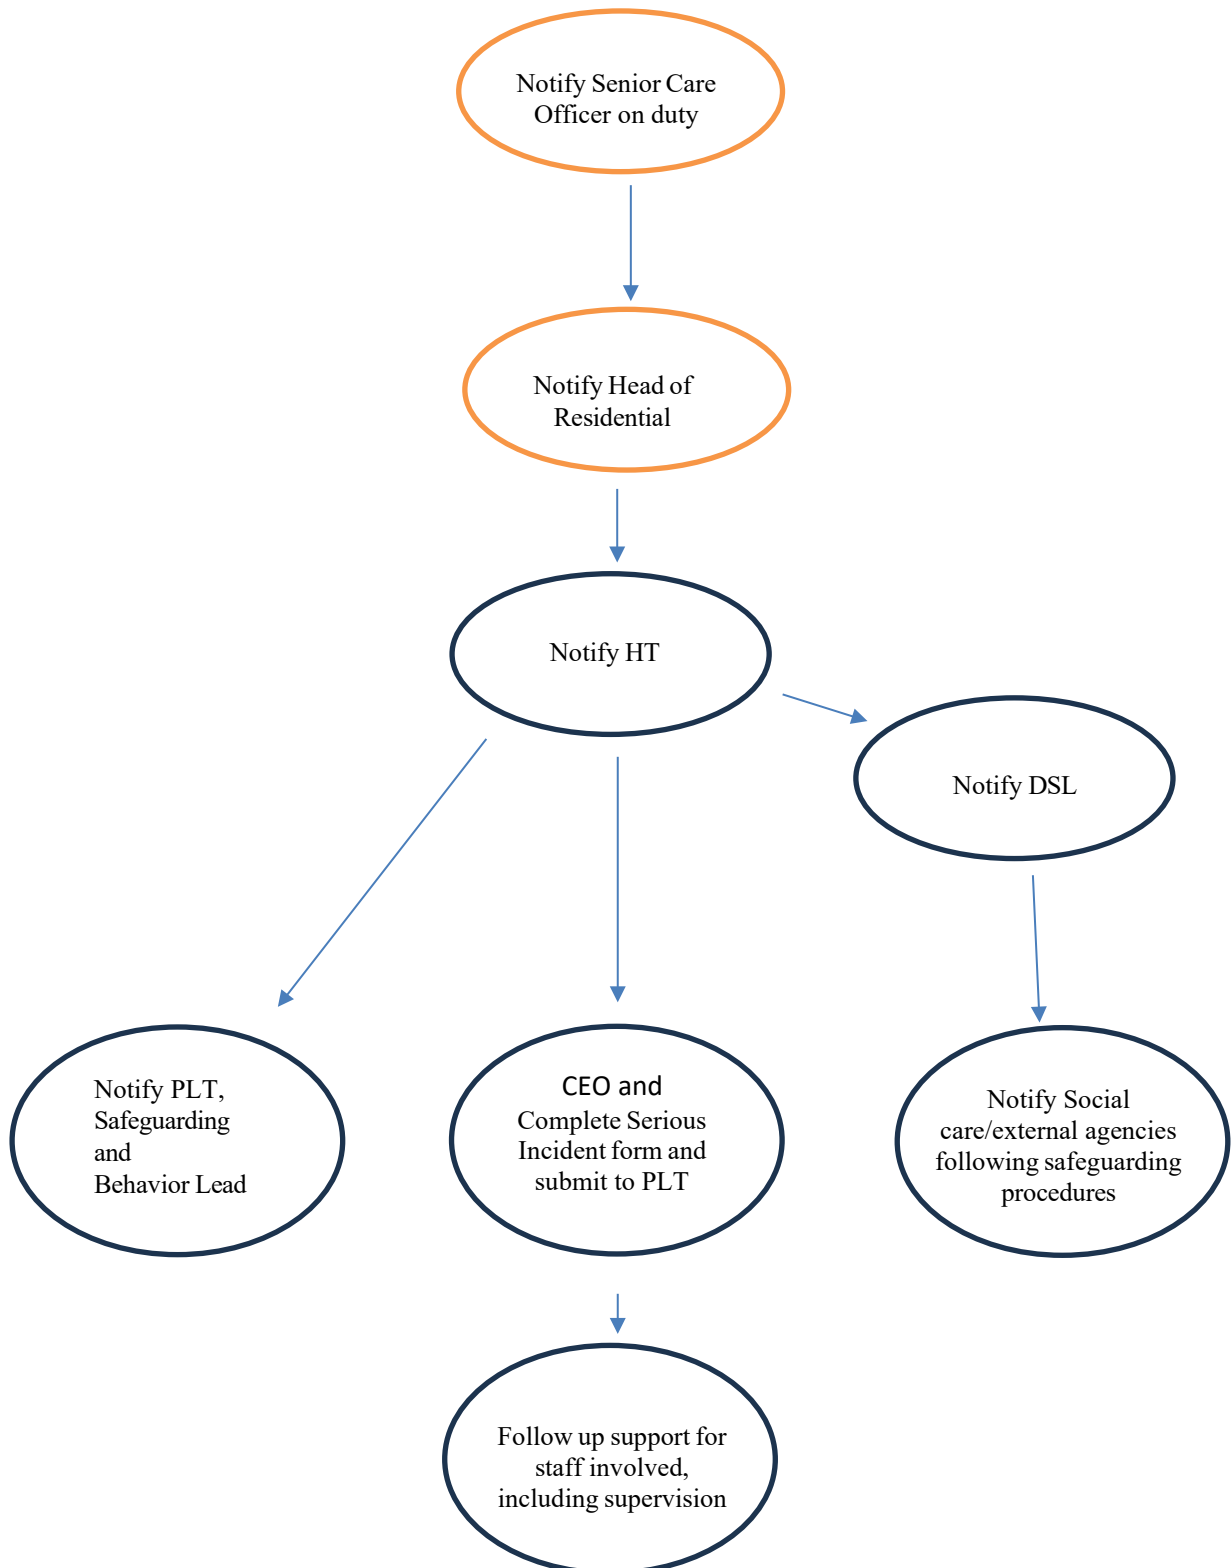 Notify Senior Care
Officer on duty
Notify Head of
Residential
Notify HT
Notify DSL
Notify PLT,
Safeguarding
and
Behavior Lead
CEO and
Complete Serious
Incident form and
submit to PLT
Notify Social
care/external agencies
following safeguarding
procedures
Follow up support for
staff involved,
including supervision